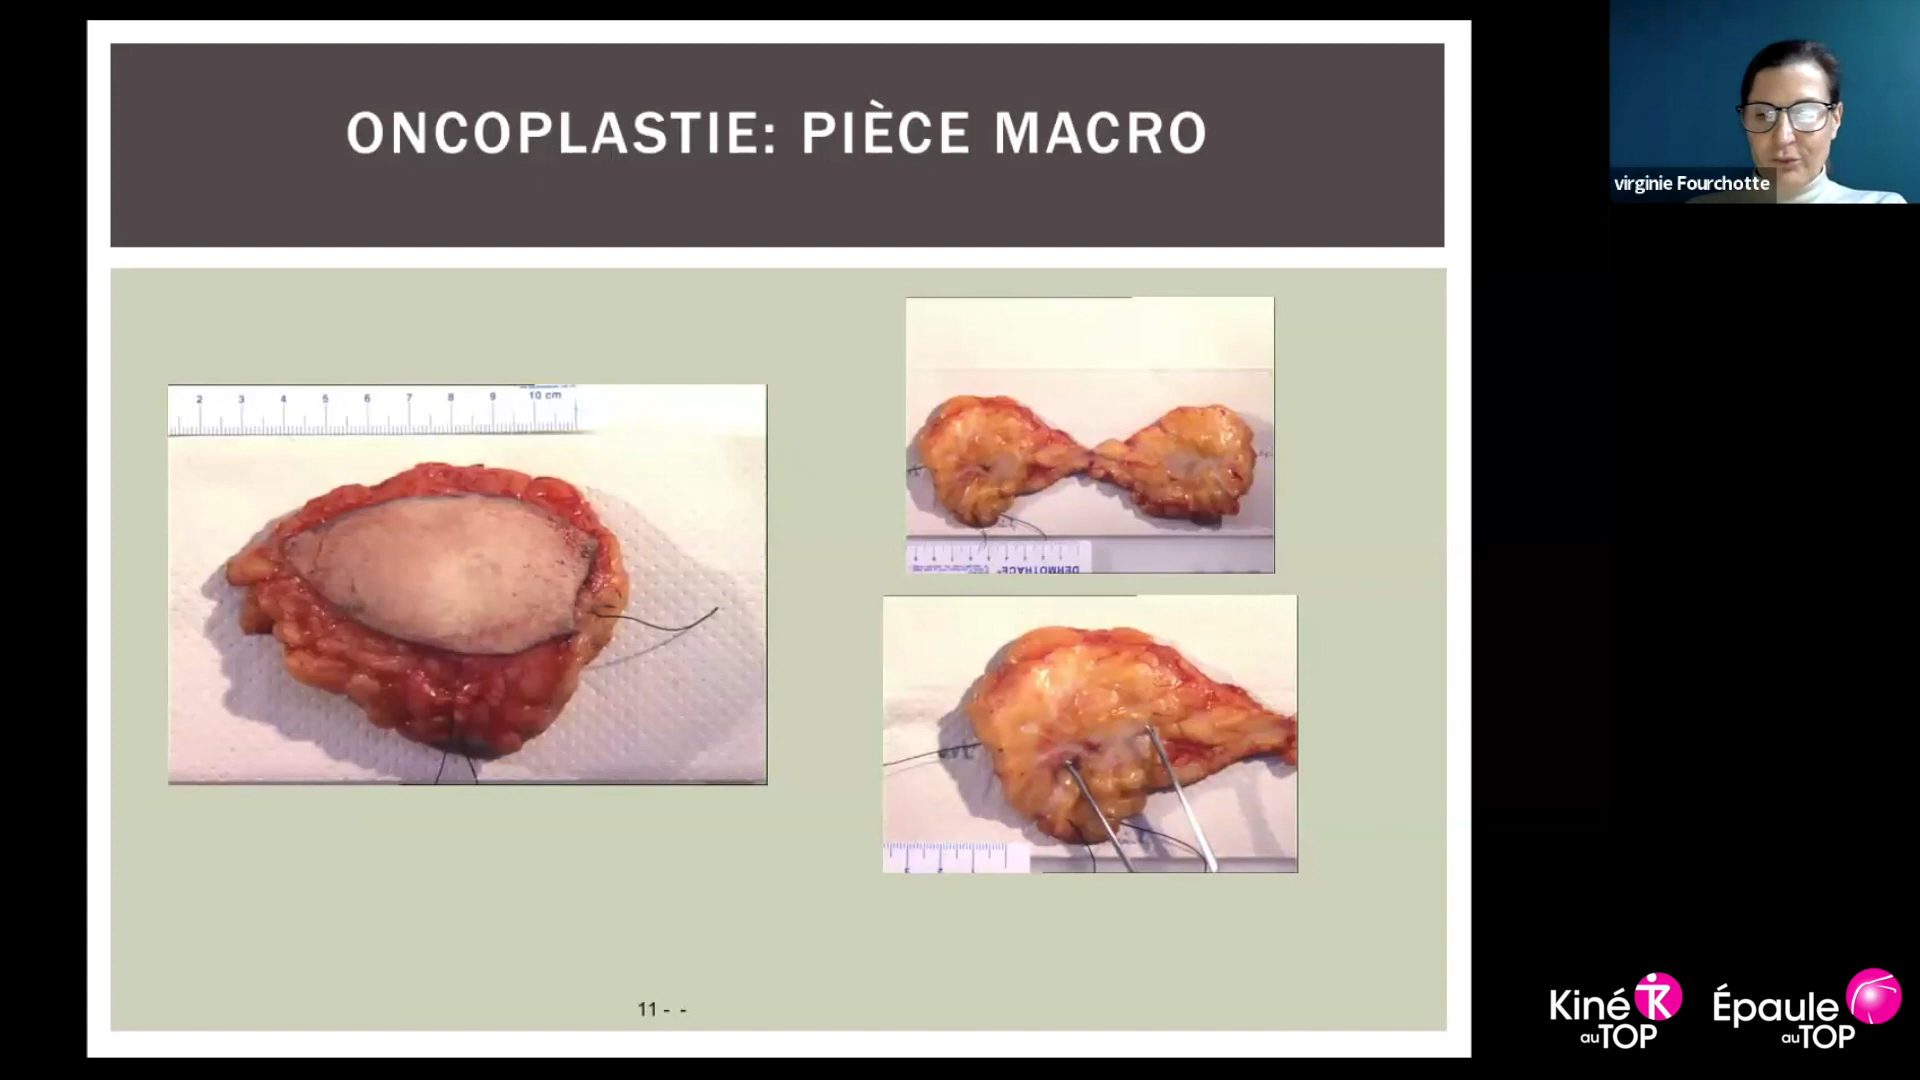 ONCOPLASTIE: PIÈCE MACRO
virginie Fourchotte
2 3 4 5 6 7 8 9 10 cm
DERMOTRACE
11 - -
Kiné
au TOP
Épaule
au TOP